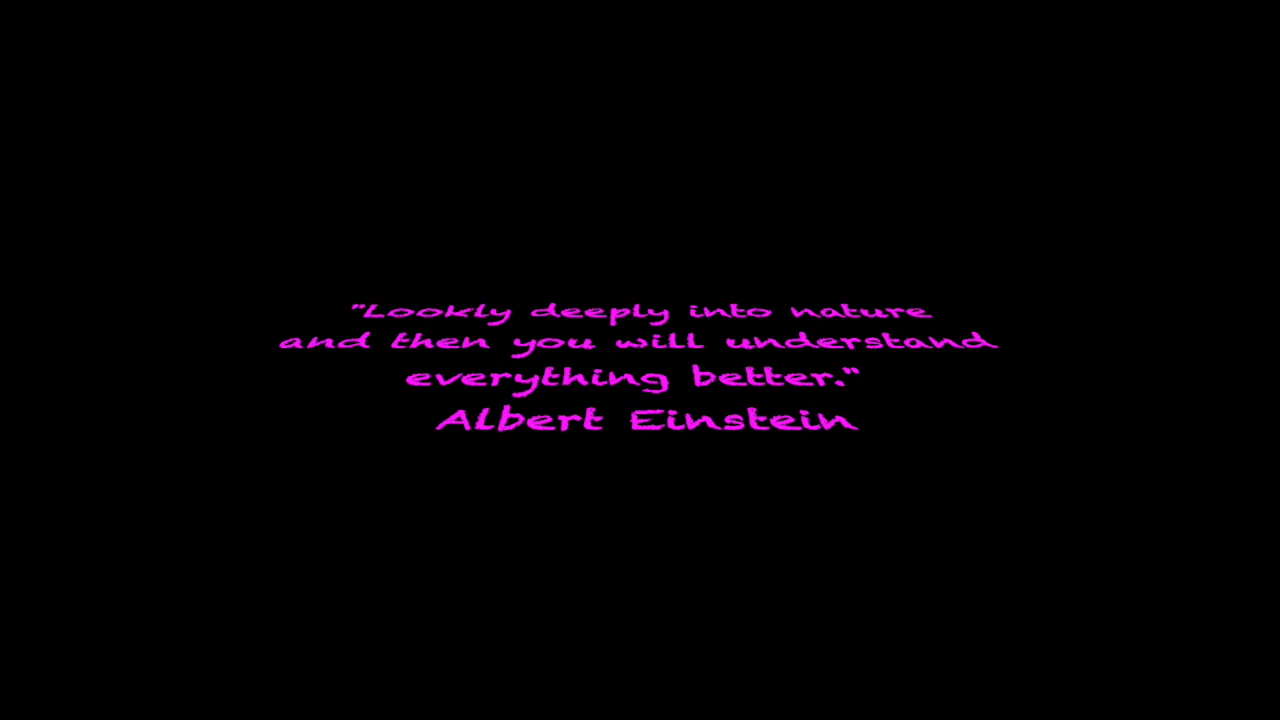 "Lookly deeply into nature
and then you will understand
everything better."
Albert Einstein